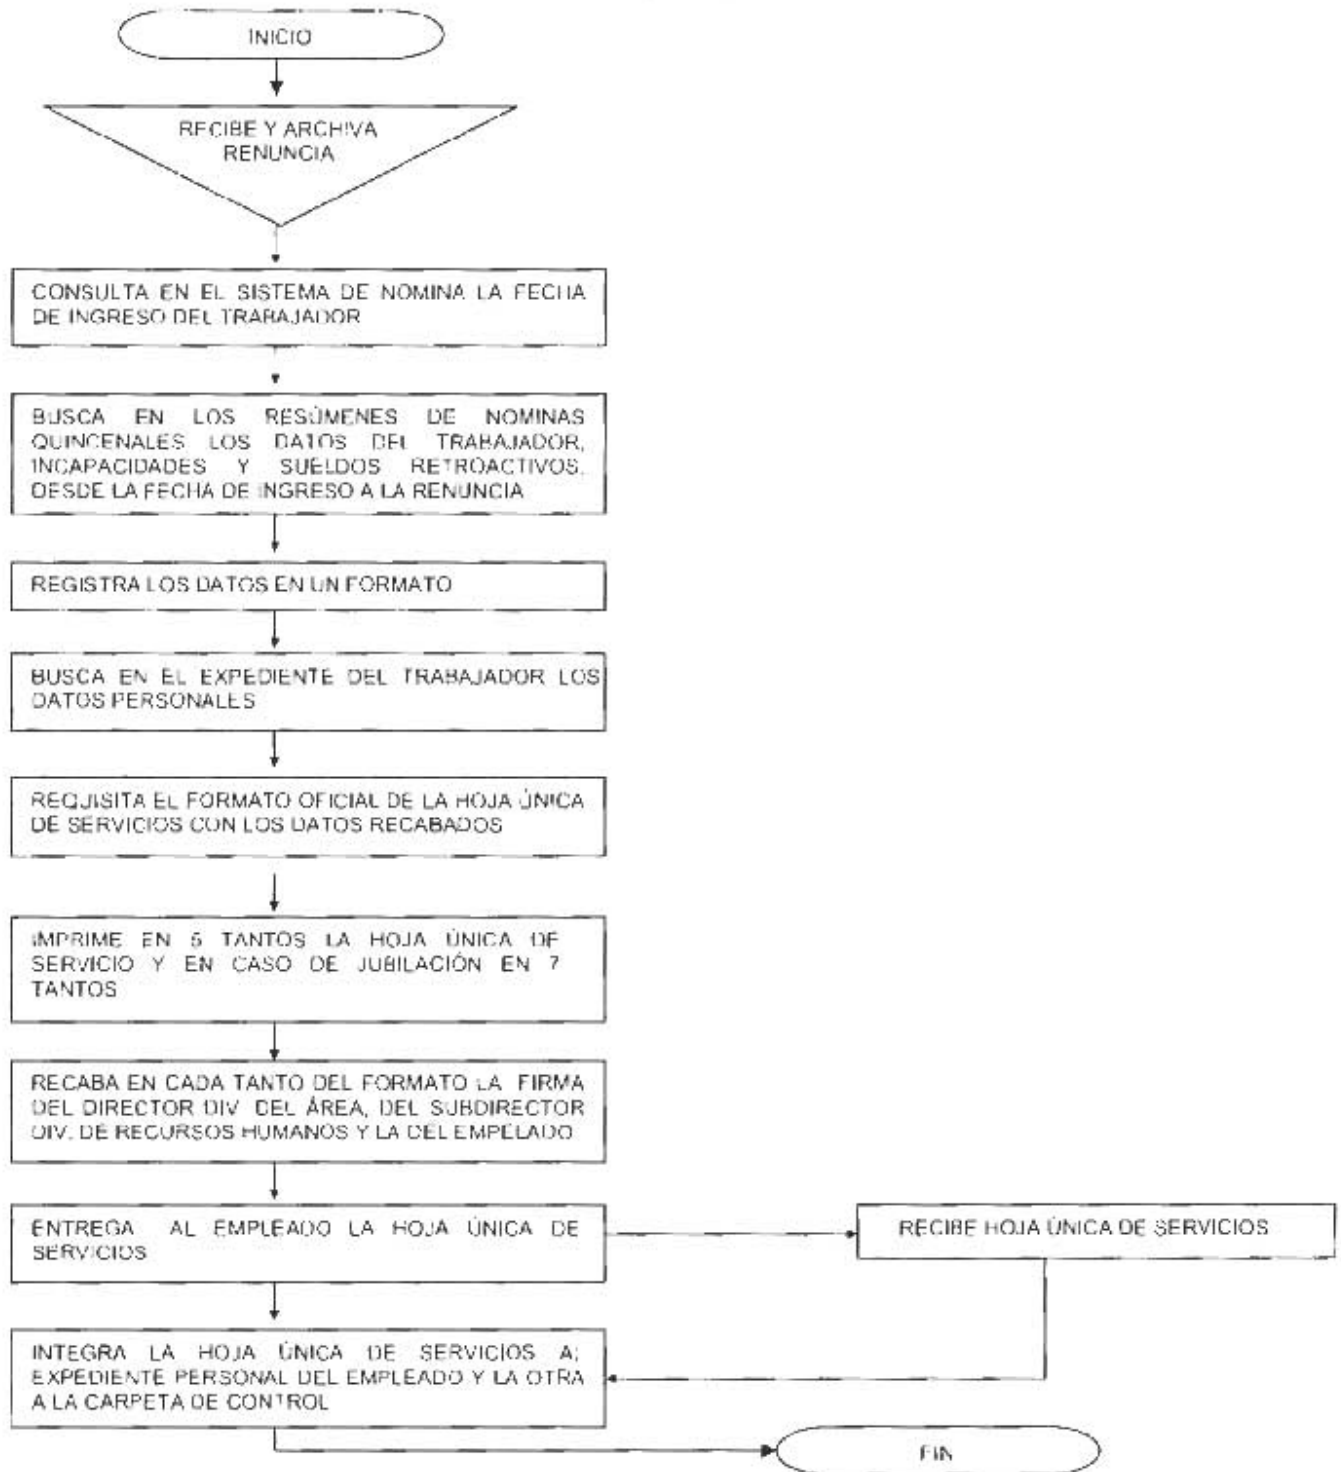 INICIO
RECIBE Y ARCHIVA
RENUNCIA
CONSULTA EN EL SISTEMA DE NOMINA LA FECHA
DE INGRESO DEL TRABAJADOR
BUSCA EN LOS RESÚMENES DE NOMINAS
QUINCENALES LOS DATOS DEL TRABAJADOR,
INCAPACIDADES Y SUELDOS RETROACTIVOS,
DESDE LA FECHA DE INGRESO A LA RENUNCIA
REGISTRA LOS DATOS EN UN FORMATO
BUSCA EN EL EXPEDIENTE DEL TRABAJADOR LOS
DATOS PERSONALES
REQUISITA EL FORMATO OFICIAL DE LA HOJA ÚNICA
DE SERVICIOS CON LOS DATOS RECABADOS
IMPRIME EN 5 TANTOS LA HOJA ÚNICA DE
SERVICIO Y EN CASO DE JUBILACIÓN EN 7
TANTOS
RECABA EN CADA TANTO DEL FORMATO LA FIRMA
DEL DIRECTOR DIV. DEL ÁREA, DEL SUBDIRECTOR
DIV. DE RECURSOS HUMANOS Y LA DEL EMPELADO
ENTREGA AL EMPLEADO LA HOJA ÚNICA DE
SERVICIOS
RECIBE HOJA ÚNICA DE SERVICIOS
INTEGRA LA HOJA ÚNICA DE SERVICIOS AL
EXPEDIENTE PERSONAL DEL EMPLEADO Y LA OTRA
A LA CARPETA DE CONTROL
FIN